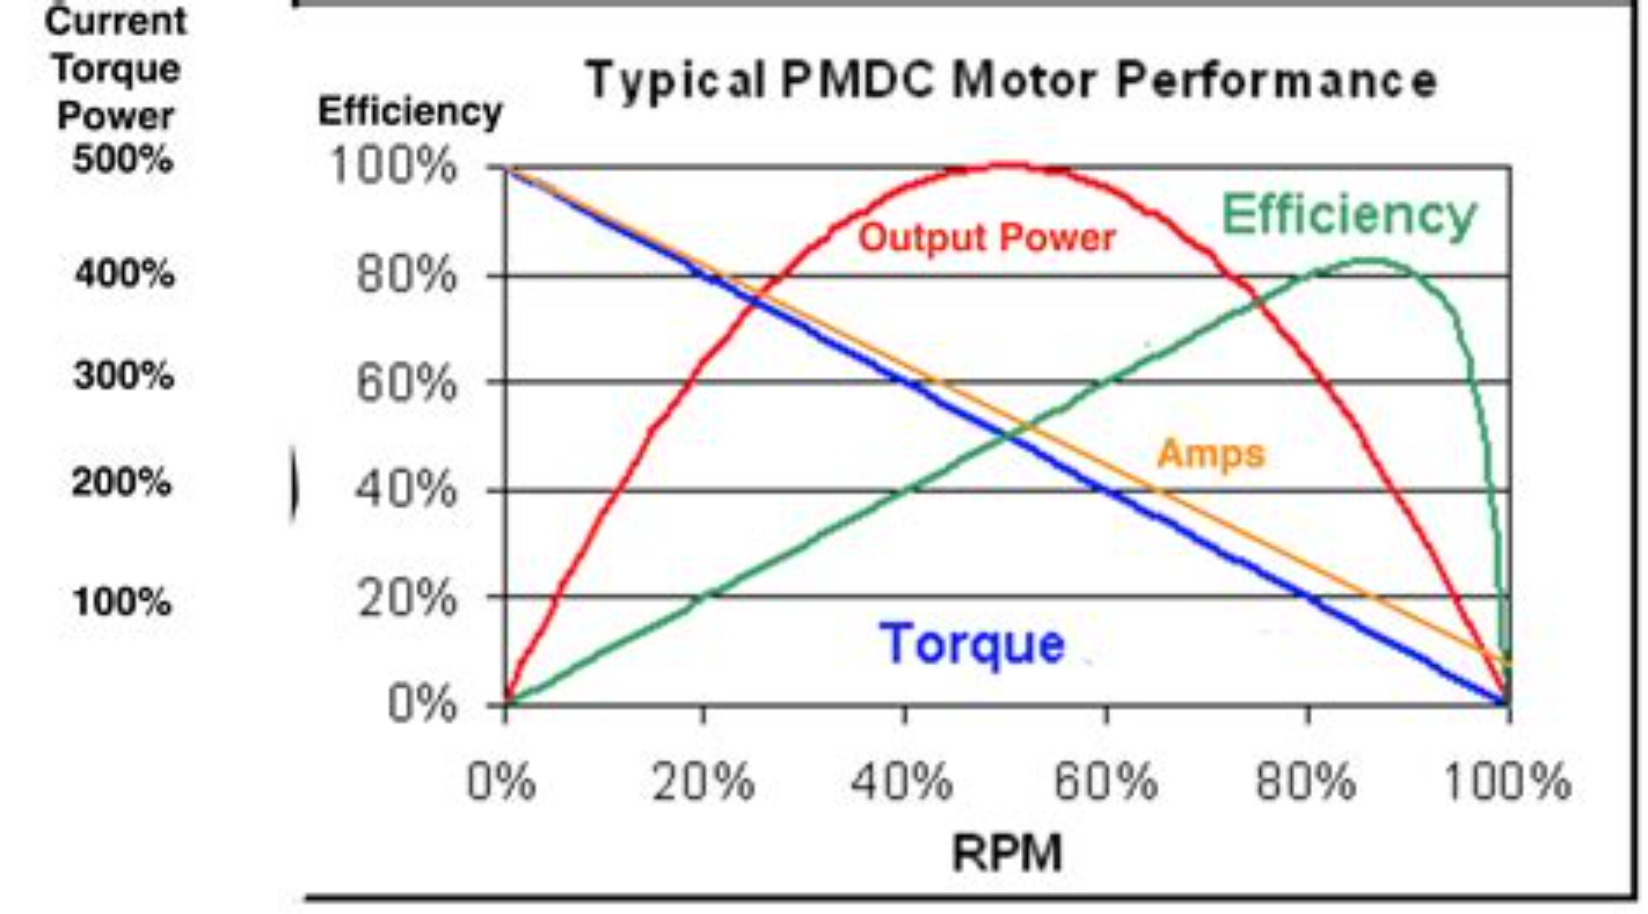 Current
Torque
Power
500%
400%
300%
200%
100%
Typical PMDC Motor Performance
Efficiency
100%
80%
60%
40%
20%
0%
Output Power
Efficiency
Amps
Torque
0% 20% 40% 60% 80% 100%
RPM